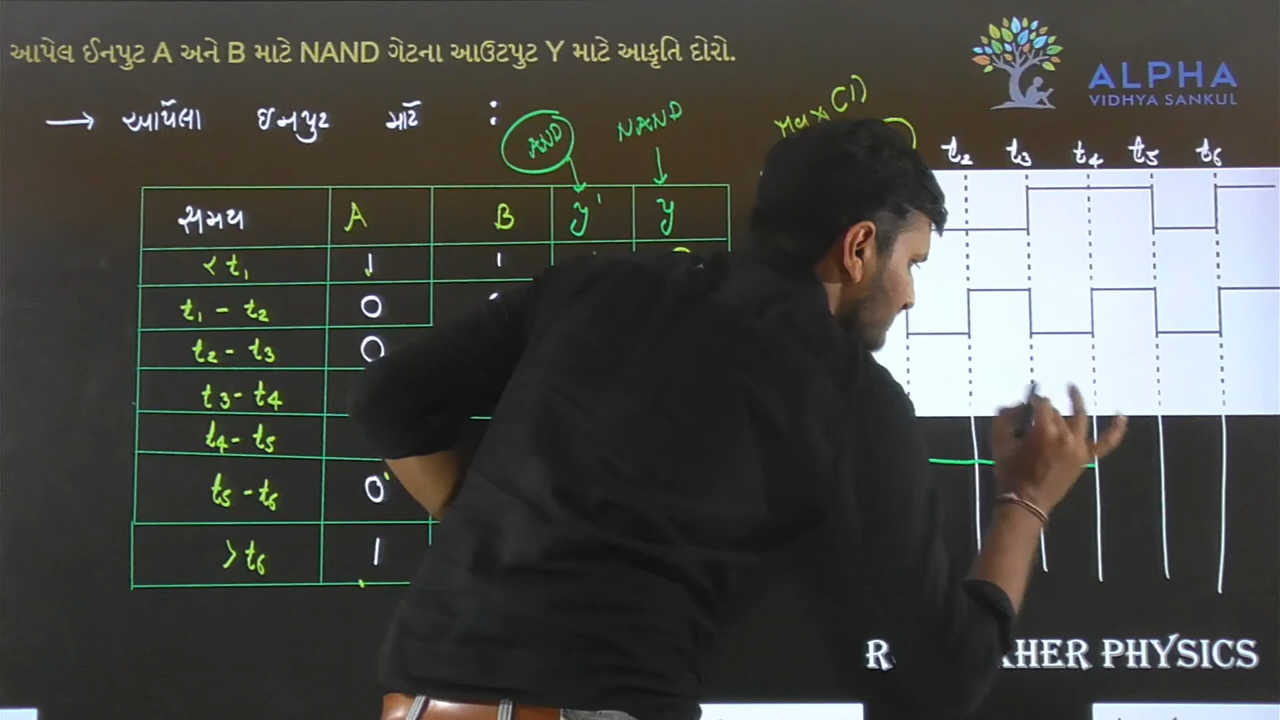 આપેલ ઈનપુટ A અને B માટે NAND ગેટના આઉટપુટ Y માટે આકૃતિ દોરો.
ALPHA
VIDHYA SANKUL
→ આપેલા ઇનપુટ માટે :
AND NAND Max(1)
t₂ t₃ t₄ t₅ t₆
સમય A B y' y
< t₁ 1 1
t₁ - t₂ 0
t₂ - t₃ 0
t₃ - t₄
t₄ - t₅
t₅ - t₆ 0
> t₆ 1
PHYSICS